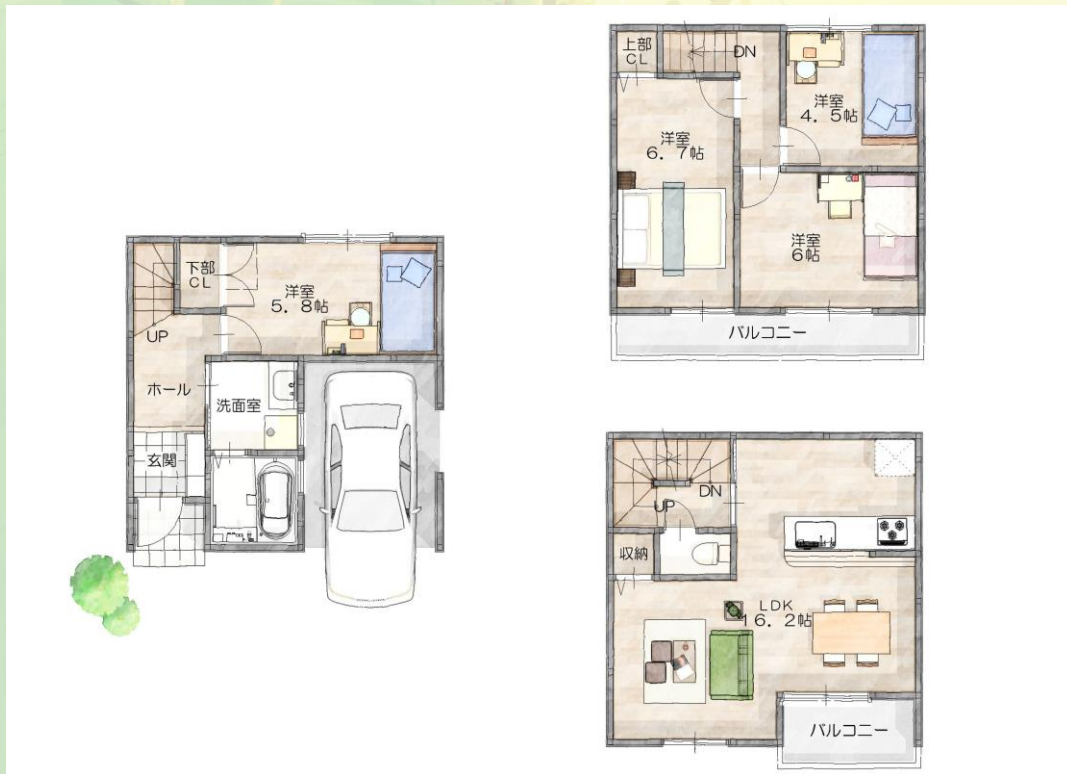 上部
CL
DN
洋室
4. 5帖
洋室
6. 7帖
洋室
6帖
バルコニー
下部
CL
洋室
5. 8帖
UP
ホール
洗面室
玄関
DN
UP
収納
LDK
16. 2帖
バルコニー